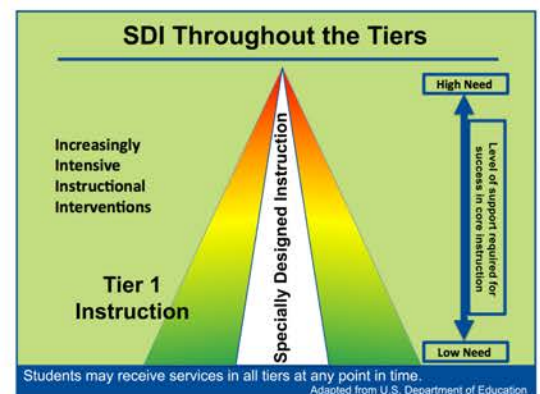 SDI Throughout the Tiers
High Need
Increasingly
Intensive
Instructional
Interventions
Specially Designed Instruction
Level of support required for
success in core instruction
Tier 1
Instruction
Low Need
Students may receive services in all tiers at any point in time.
Adapted from U.S. Department of Education